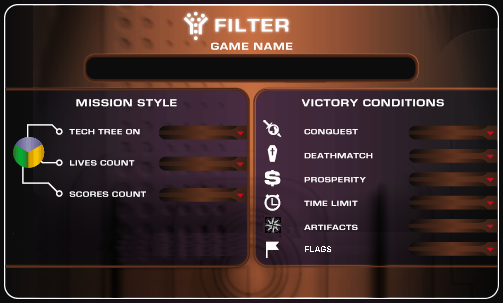 FILTER
GAME NAME
MISSION STYLE
TECH TREE ON
LIVES COUNT
SCORES COUNT
VICTORY CONDITIONS
CONQUEST
DEATHMATCH
PROSPERITY
TIME LIMIT
ARTIFACTS
FLAGS